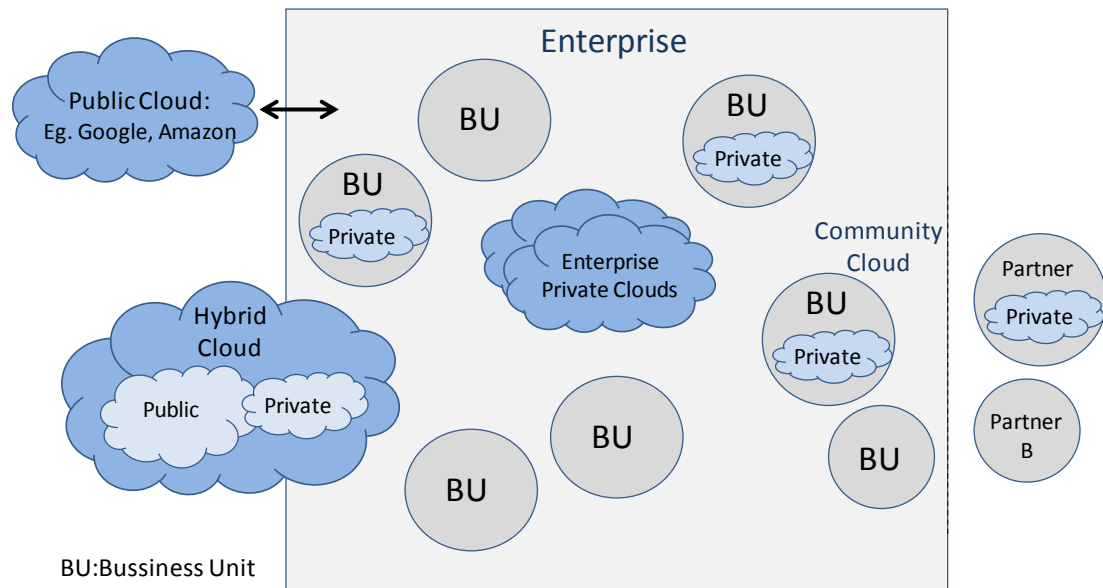 Enterprise
Public Cloud:
Eg. Google, Amazon
BU
BU
Private
BU
Private
Enterprise
Private Clouds
Community
Cloud
BU
Private
Partner
Private
Hybrid
Cloud
Public
Private
BU
BU
BU
Partner
B
BU:Bussiness Unit